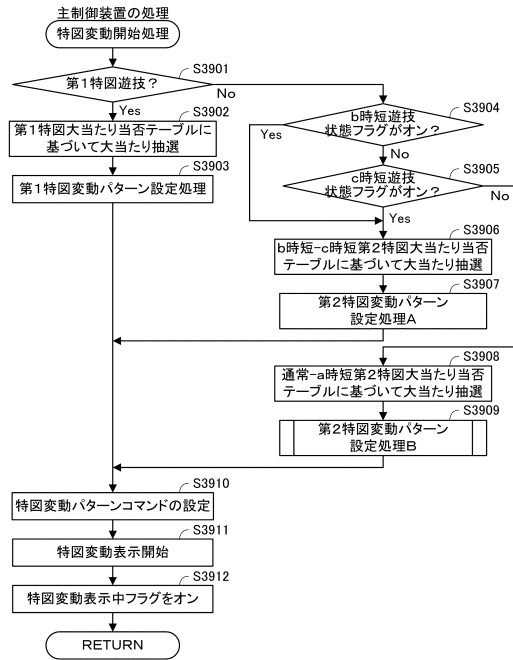 主制御装置の処理
特図変動開始処理
S3901
第1特図遊技?
No
Yes
S3902
第1特図大当たり当否テーブルに
基づいて大当たり抽選
S3903
第1特図変動パターン設定処理
S3904
b時短遊技
状態フラグがオン?
Yes
No
S3905
c時短遊技
状態フラグがオン?
No
Yes
S3906
b時短-c時短第2特図大当たり当否
テーブルに基づいて大当たり抽選
S3907
第2特図変動パターン
設定処理A
S3908
通常-a時短第2特図大当たり当否
テーブルに基づいて大当たり抽選
S3909
第2特図変動パターン
設定処理B
S3910
特図変動パターンコマンドの設定
S3911
特図変動表示開始
S3912
特図変動表示中フラグをオン
RETURN